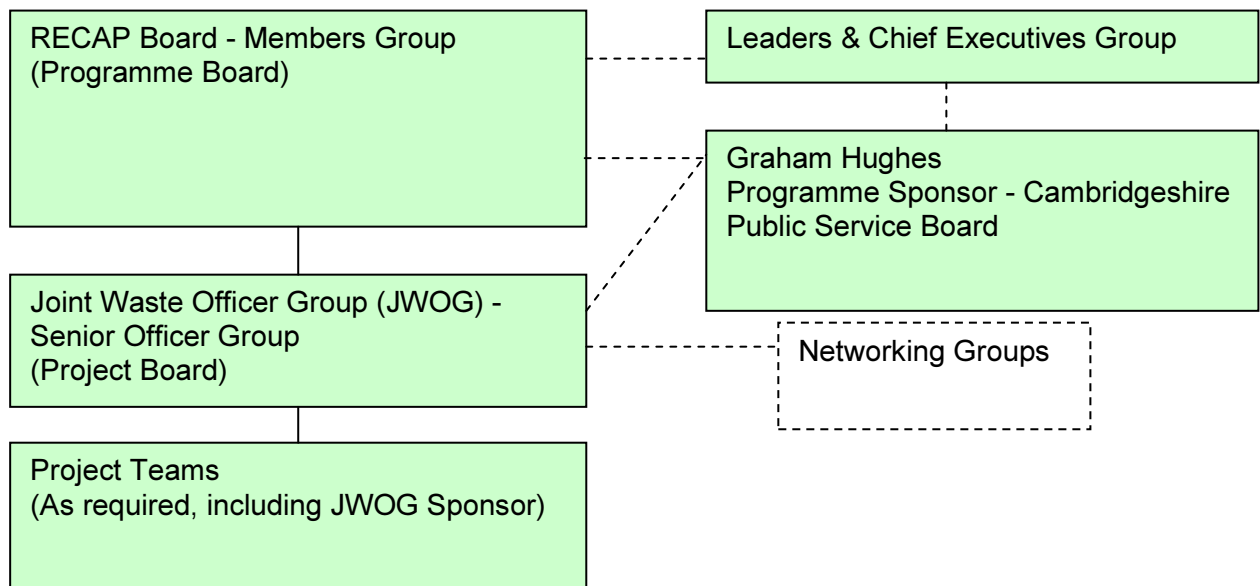 RECAP Board - Members Group
(Programme Board)
Leaders & Chief Executives Group
Graham Hughes
Programme Sponsor - Cambridgeshire
Public Service Board
Joint Waste Officer Group (JWOG) -
Senior Officer Group
(Project Board)
Networking Groups
Project Teams
(As required, including JWOG Sponsor)